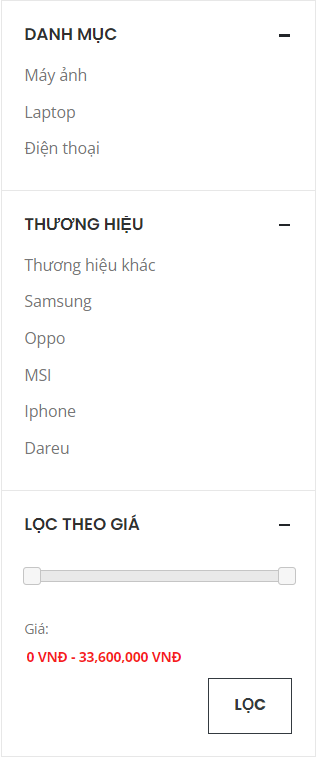 DANH MỤC
Máy ảnh
Laptop
Điện thoại
THƯƠNG HIỆU
Thương hiệu khác
Samsung
Oppo
MSI
Iphone
Dareu
LỌC THEO GIÁ
Giá:
0 VNĐ - 33,600,000 VNĐ
LỌC